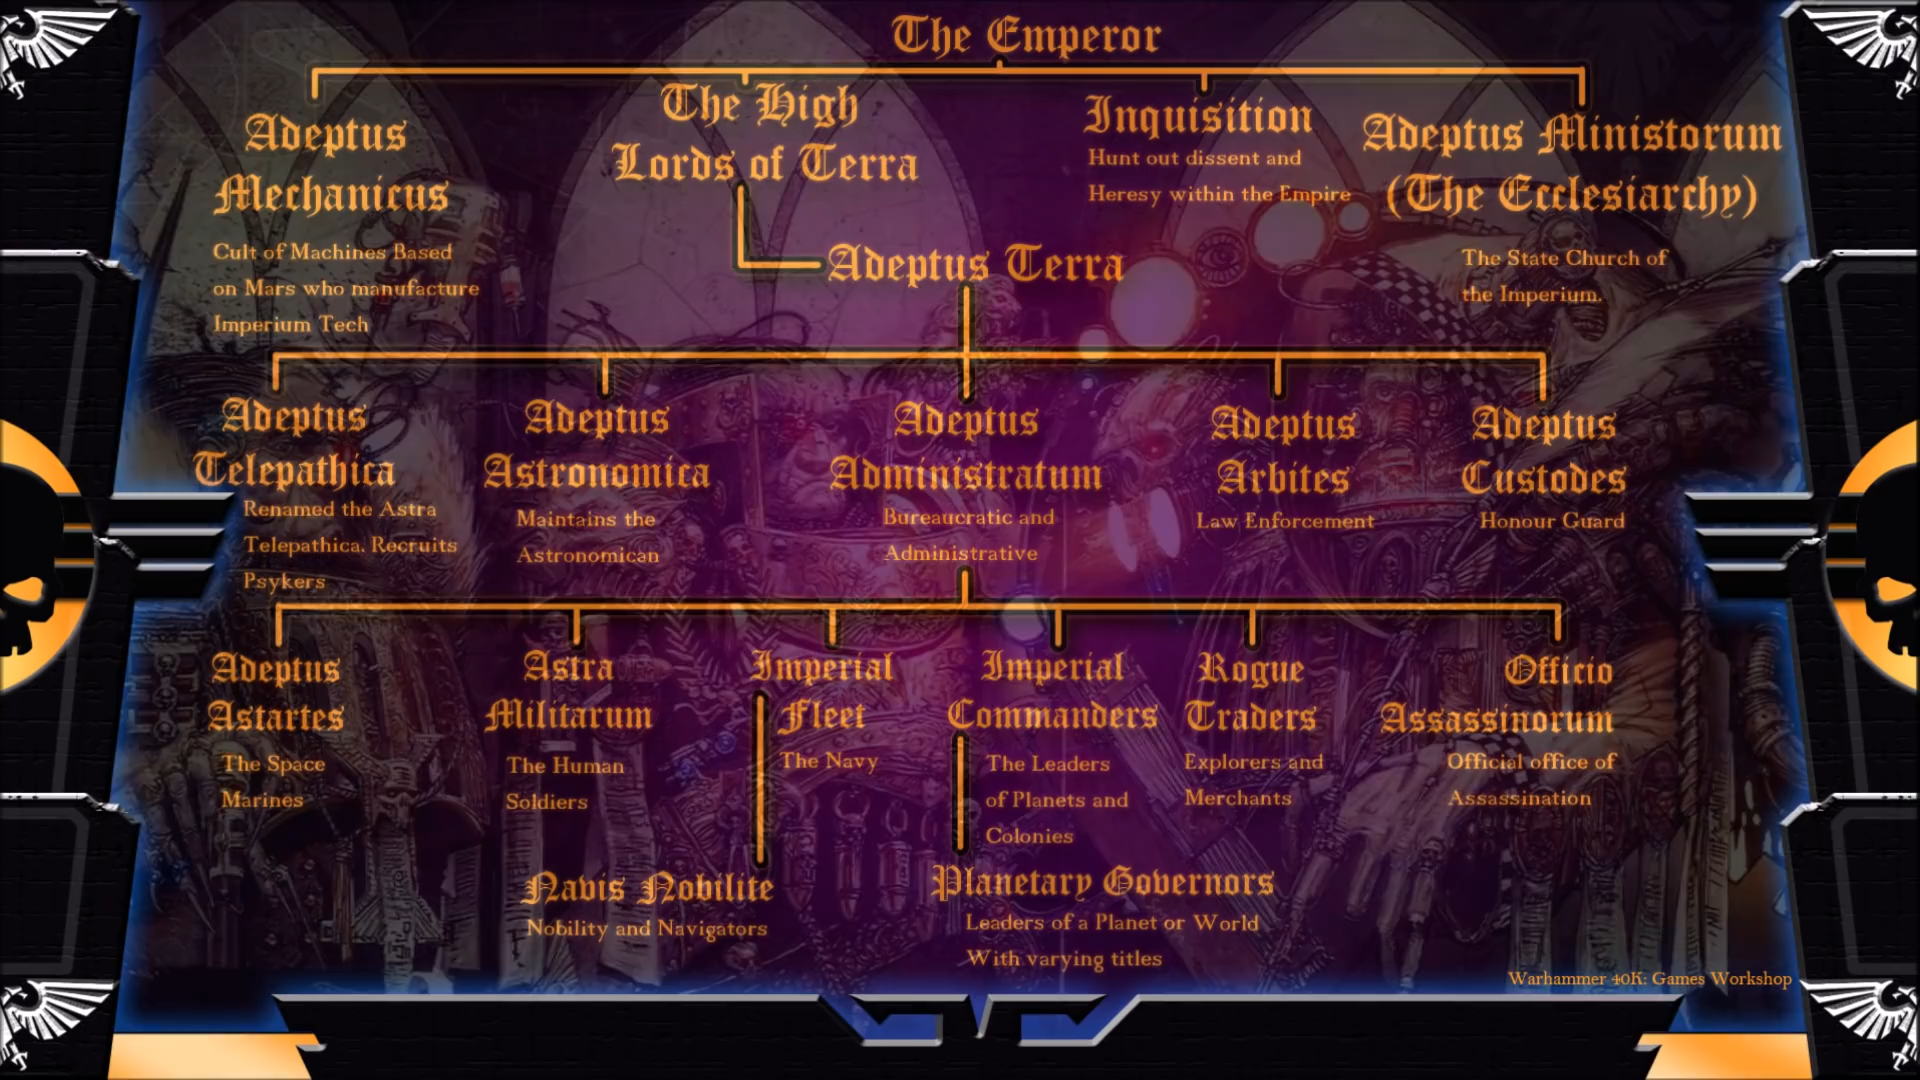 The Emperor
Adeptus
Mechanicus
Cult of Machines Based
on Mars who manufacture
Imperium Tech
The High
Lords of Terra
Inquisition
Hunt out dissent and
Heresy within the Empire
Adeptus Ministorum
(The Ecclesiarchy)
The State Church of
the Imperium.
Adeptus Terra
Adeptus
Telepathica
Renamed the Astra
Telepathica. Recruits
Psykers
Adeptus
Astronomica
Maintains the
Astronomican
Adeptus
Administratum
Bureaucratic and
Administrative
Adeptus
Arbites
Law Enforcement
Adeptus
Custodes
Honour Guard
Adeptus
Astartes
The Space
Marines
Astra
Militarum
The Human
Soldiers
Imperial
Fleet
The Navy
Imperial
Commanders
The Leaders
of Planets and
Colonies
Rogue
Traders
Explorers and
Merchants
Officio
Assassinorum
Official office of
Assassination
Navis Nobilite
Nobility and Navigators
Planetary Governors
Leaders of a Planet or World
With varying titles
Warhammer 40K: Games Workshop